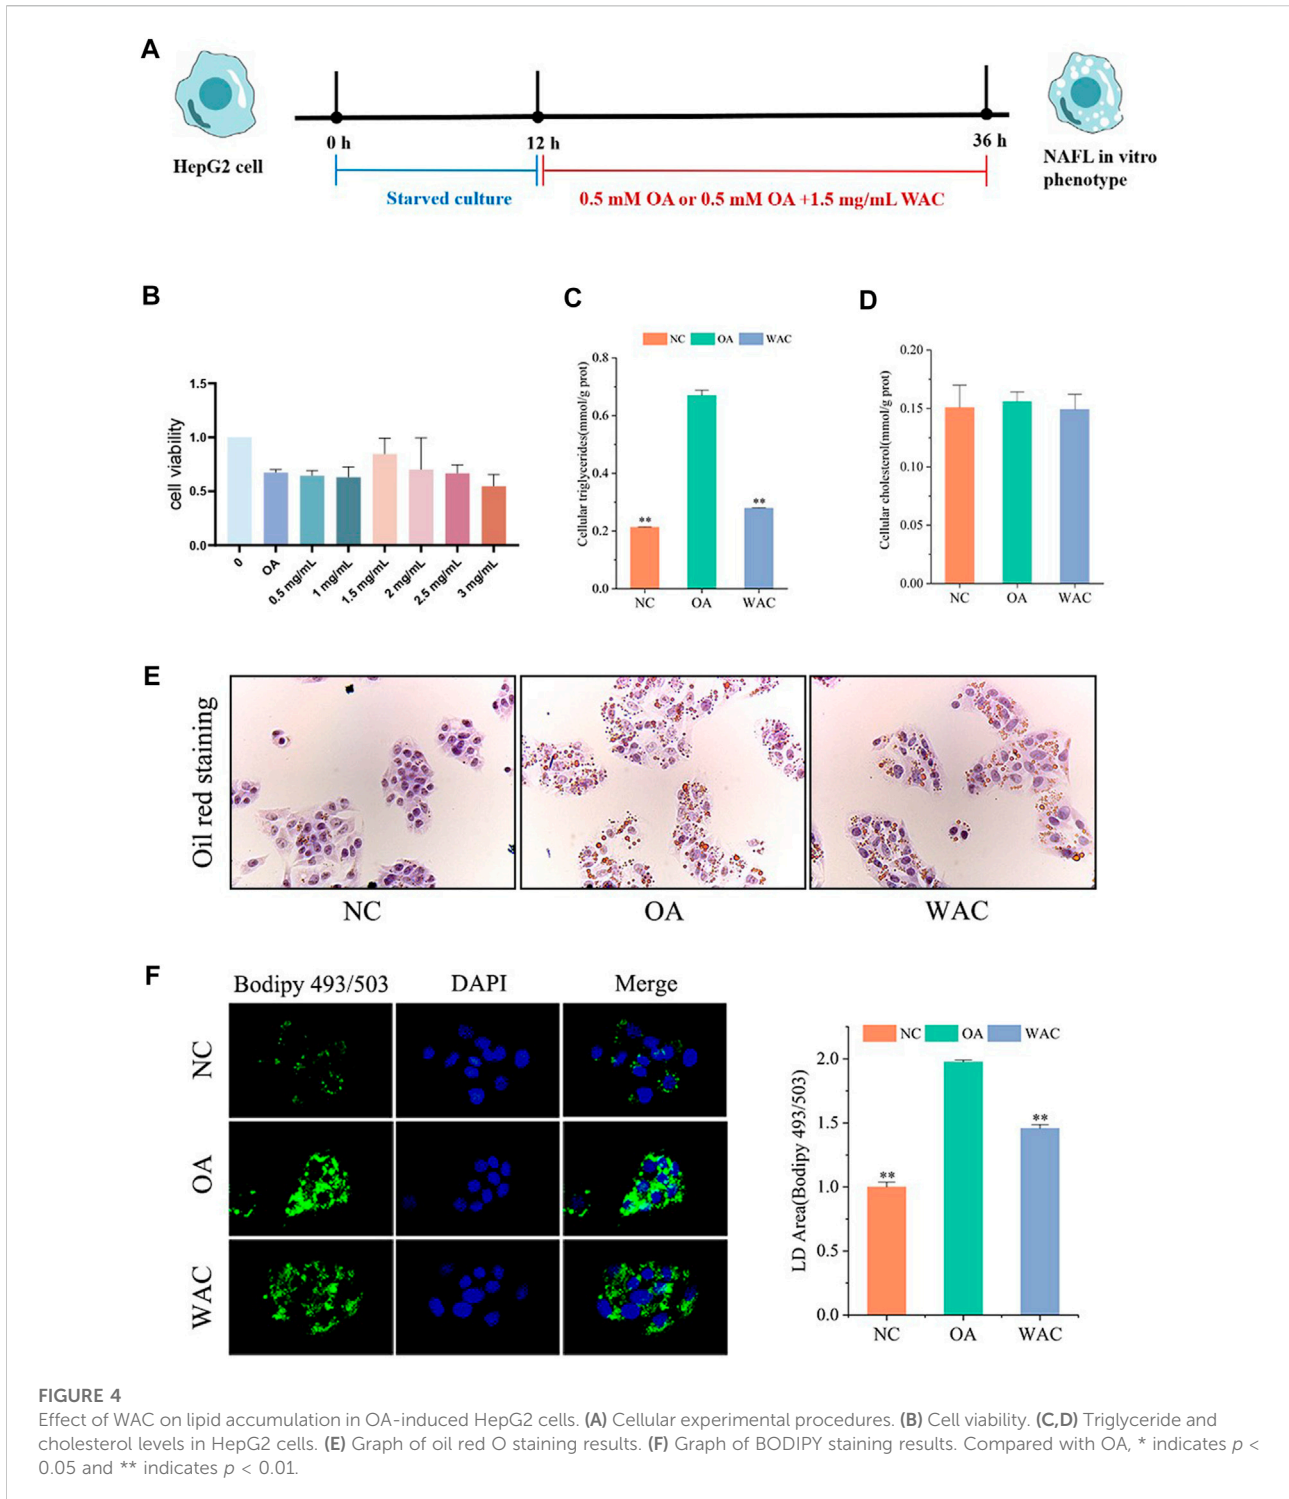 A
0 h
12 h
36 h
HepG2 cell
NAFL in vitro
phenotype
Starved culture
0.5 mM OA or 0.5 mM OA +1.5 mg/mL WAC
B
cell viability
1.5
1.0
0.5
0.0
0
OA
0.5 mg/mL
1 mg/mL
1.5 mg/mL
2 mg/mL
2.5 mg/mL
3 mg/mL
C
NC
OA
WAC
Cellular triglycerides(mmol/g prot)
0.8
0.6
0.4
0.2
0.0
**
**
NC
OA
WAC
D
Cellular cholesterol(mmol/g prot)
0.20
0.15
0.10
0.05
0.00
NC
OA
WAC
E
Oil red staining
NC
OA
WAC
F
Bodipy 493/503
DAPI
Merge
NC
OA
WAC
NC
OA
WAC
LD Area(Bodipy 493/503)
2.0
1.5
1.0
0.5
0.0
**
**
NC
OA
WAC
FIGURE 4
Effect of WAC on lipid accumulation in OA-induced HepG2 cells. (A) Cellular experimental procedures. (B) Cell viability. (C,D) Triglyceride and
cholesterol levels in HepG2 cells. (E) Graph of oil red O staining results. (F) Graph of BODIPY staining results. Compared with OA, * indicates p <
0.05 and ** indicates p < 0.01.